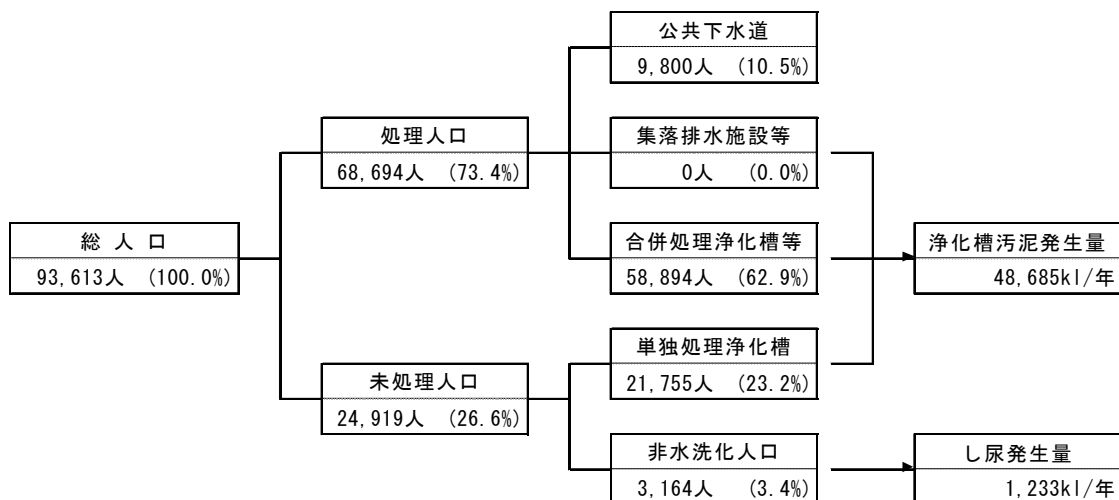 公共下水道
9,800人 (10.5%)
処理人口
68,694人 (73.4%)
集落排水施設等
0人 (0.0%)
総 人 口
93,613人 (100.0%)
合併処理浄化槽等
58,894人 (62.9%)
浄化槽汚泥発生量
48,685kl/年
単独処理浄化槽
21,755人 (23.2%)
未処理人口
24,919人 (26.6%)
非水洗化人口
3,164人 (3.4%)
し尿発生量
1,233kl/年